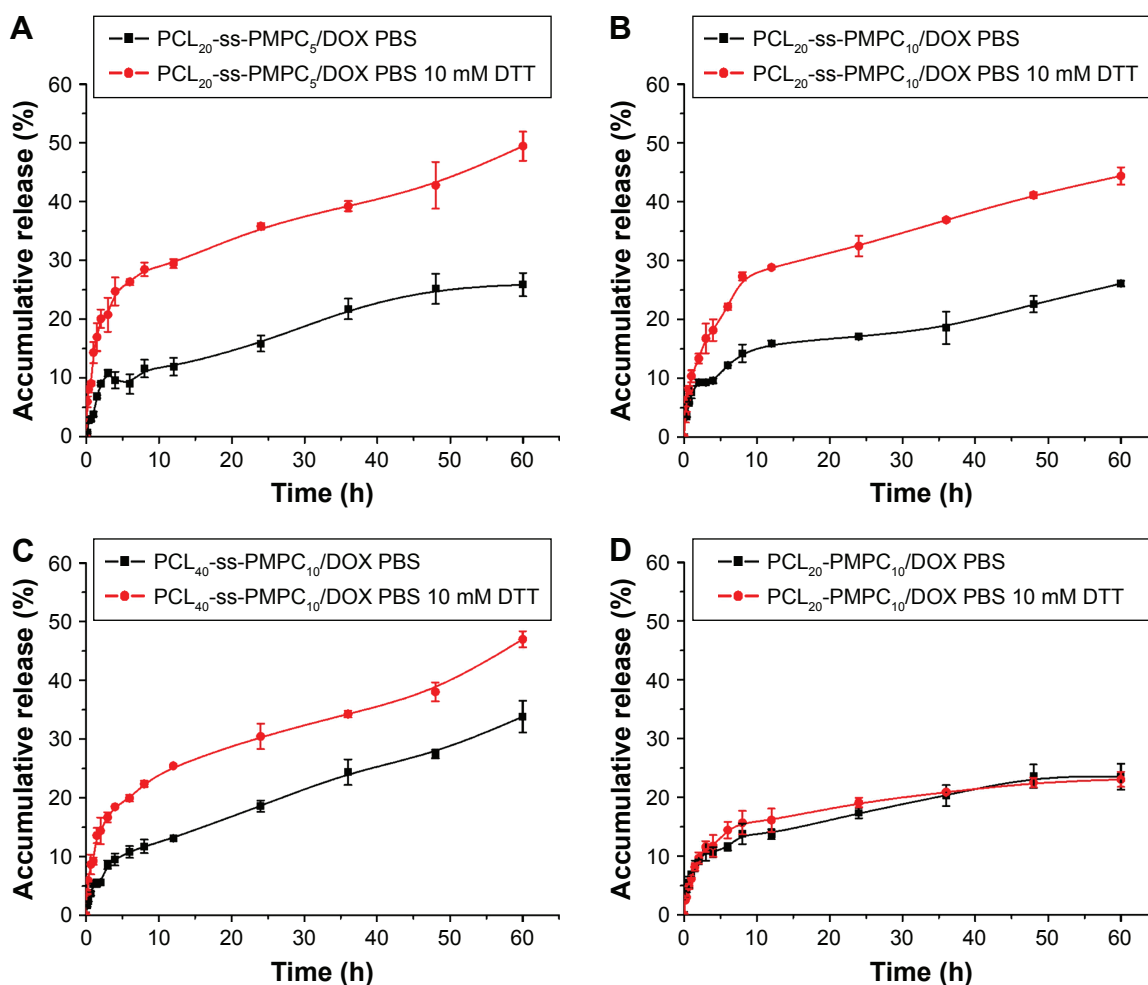 A
PCL₂₀-ss-PMPC₅/DOX PBS
PCL₂₀-ss-PMPC₅/DOX PBS 10 mM DTT
Accumulative release (%)
60
50
40
30
20
10
0
0 10 20 30 40 50 60
Time (h)
B
PCL₂₀-ss-PMPC₁₀/DOX PBS
PCL₂₀-ss-PMPC₁₀/DOX PBS 10 mM DTT
Accumulative release (%)
60
50
40
30
20
10
0
0 10 20 30 40 50 60
Time (h)
C
PCL₄₀-ss-PMPC₁₀/DOX PBS
PCL₄₀-ss-PMPC₁₀/DOX PBS 10 mM DTT
Accumulative release (%)
60
50
40
30
20
10
0
0 10 20 30 40 50 60
Time (h)
D
PCL₂₀-PMPC₁₀/DOX PBS
PCL₂₀-PMPC₁₀/DOX PBS 10 mM DTT
Accumulative release (%)
60
50
40
30
20
10
0
0 10 20 30 40 50 60
Time (h)